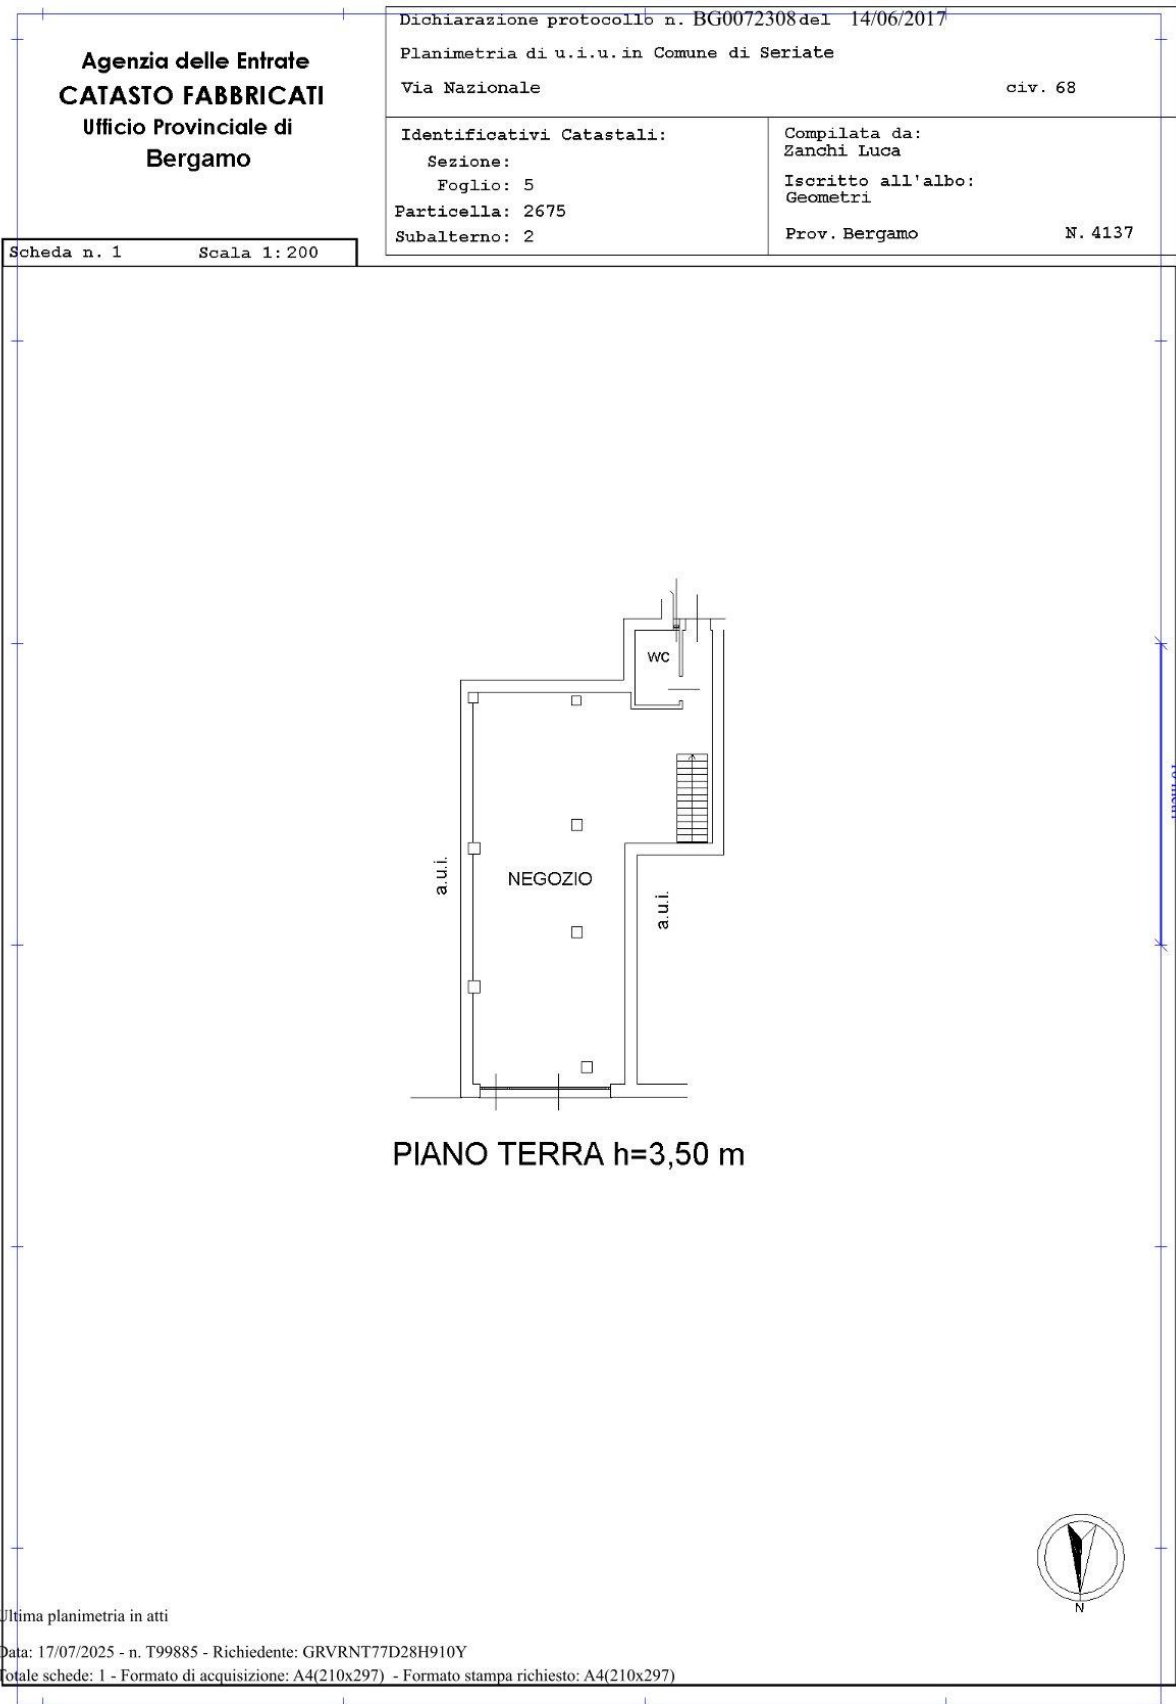 Agenzia delle Entrate
CATASTO FABBRICATI
Ufficio Provinciale di
Bergamo
Dichiarazione protocollo n. BG0072308 del 14/06/2017
Planimetria di u.i.u. in Comune di Seriate
Via Nazionale civ. 68
Identificativi Catastali:
Sezione:
Foglio: 5
Particella: 2675
Subalterno: 2
Compilata da:
Zanchi Luca
Iscritto all'albo:
Geometri
Prov. Bergamo N. 4137
Scheda n. 1 Scala 1:200
WC
a.u.i.
NEGOZIO
a.u.i.
PIANO TERRA h=3,50 m
N
Ultima planimetria in atti
Data: 17/07/2025 - n. T99885 - Richiedente: GRVRNT77D28H910Y
Totale schede: 1 - Formato di acquisizione: A4(210x297) - Formato stampa richiesto: A4(210x297)